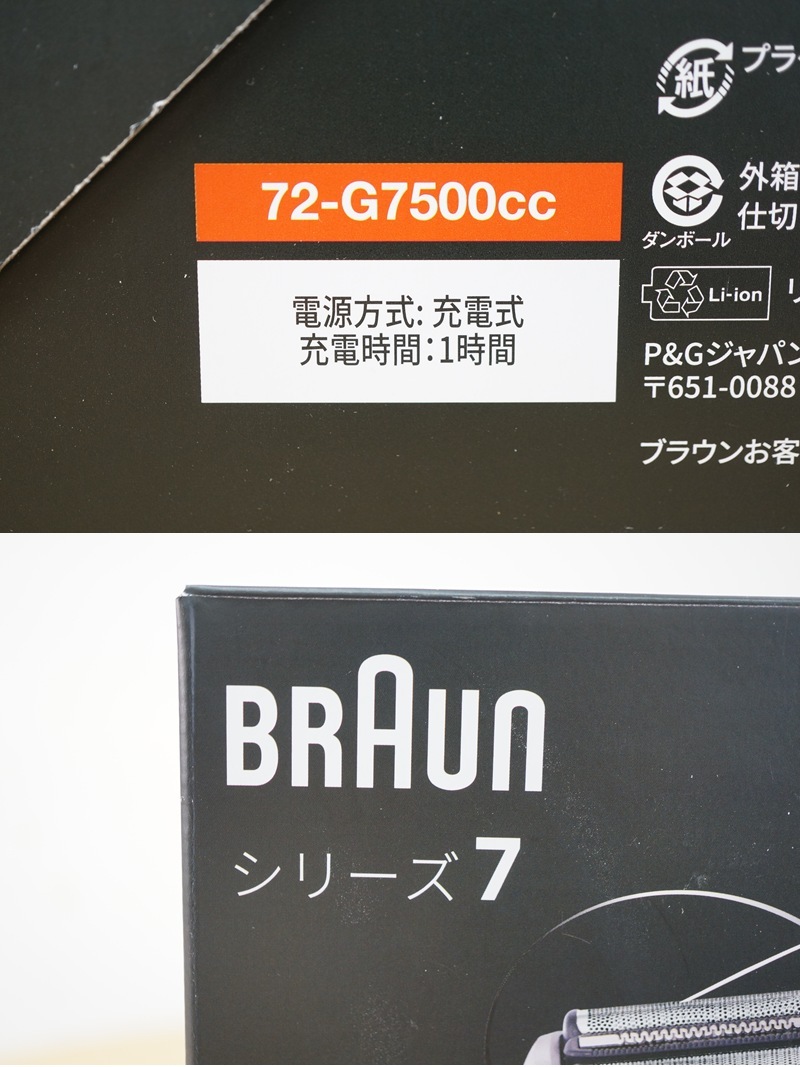 紙
プラ
72-G7500cc
外箱
仕切
ダンボール
Li-ion
リ
電源方式: 充電式
充電時間:1時間
P&Gジャパン
〒651-0088
ブラウンお客
BRAUN
シリーズ7